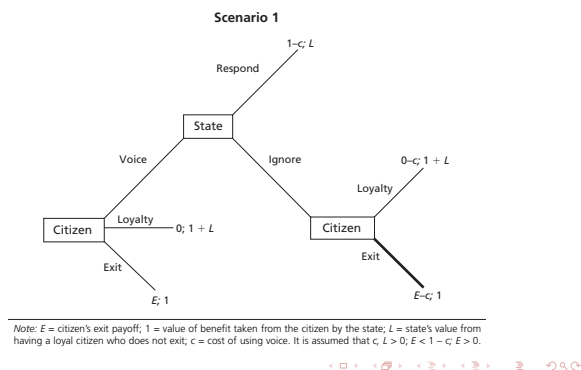 Scenario 1
1–c; L
Respond
State
Voice
Ignore
0–c; 1 + L
Loyalty
Citizen
Loyalty
0; 1 + L
Citizen
Exit
Exit
E; 1
E–c; 1
Note: E = citizen's exit payoff; 1 = value of benefit taken from the citizen by the state; L = state's value from
having a loyal citizen who does not exit; c = cost of using voice. It is assumed that c, L > 0; E < 1 – c; E > 0.